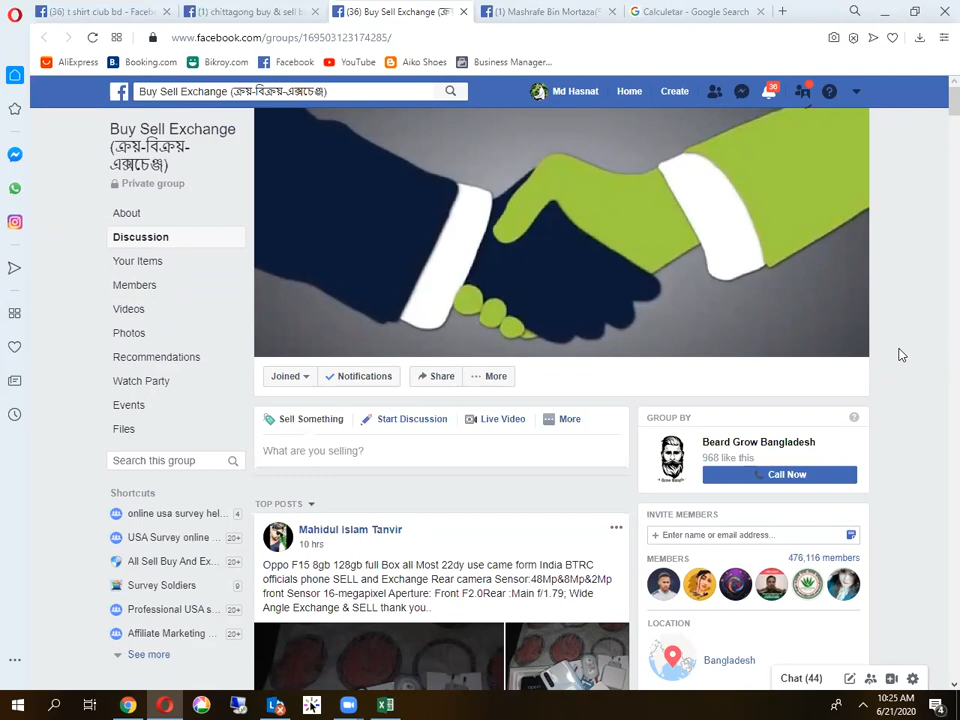 (36) t shirt club bd - Faceb
(1) chittagong buy & sell b
(36) Buy Sell Exchange (ক্রয়
(1) Mashrafe Bin Mortaza
Calculetar - Google Search
www.facebook.com/groups/169503123174285/
AliExpress
Booking.com
Bikroy.com
Facebook
YouTube
Aiko Shoes
Business Manager...
Buy Sell Exchange (ক্রয়-বিক্রয়-এক্সচেঞ্জ)
Md Hasnat
Home
Create
36
Buy Sell Exchange
(ক্রয়-বিক্রয়-
এক্সচেঞ্জ)
Private group
About
Discussion
Your Items
Members
Videos
Photos
Recommendations
Watch Party
Events
Files
Search this group
Shortcuts
online usa survey hel... 4
USA Survey online ... 20+
All Sell Buy And Ex... 20+
Survey Soldiers 9
Professional USA s... 20+
Affiliate Marketing ... 20+
See more
Joined
Notifications
Share
More
Sell Something
Start Discussion
Live Video
More
What are you selling?
TOP POSTS
Mahidul Islam Tanvir
10 hrs
Oppo F15 8gb 128gb full Box all Most 22dy use came form India BTRC
officials phone SELL and Exchange Rear camera Sensor:48Mp&8Mp&2Mp
front Sensor 16-megapixel Aperture: Front F2.0Rear :Main f/1.79; Wide
Angle Exchange & SELL thank you..
GROUP BY
Beard Grow Bangladesh
968 like this
Call Now
INVITE MEMBERS
Enter name or email address...
MEMBERS
476,116 members
LOCATION
Bangladesh
Chat (44)
10:25 AM
6/21/2020
4